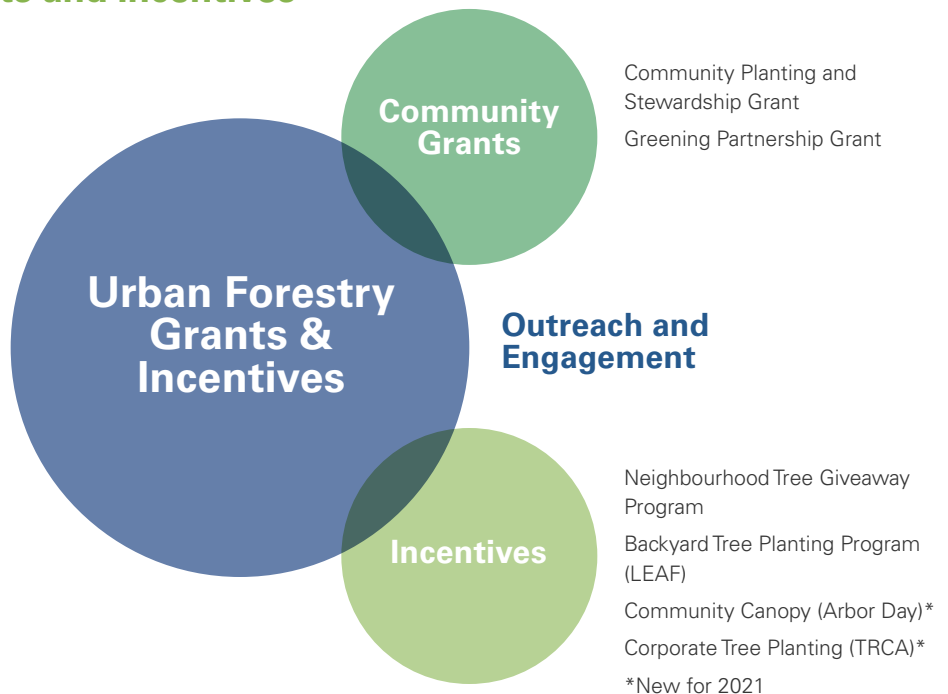 and Incentives
Community
Grants
Community Planting and
Stewardship Grant
Greening Partnership Grant
Urban Forestry
Grants &
Incentives
Outreach and
Engagement
Incentives
Neighbourhood Tree Giveaway
Program
Backyard Tree Planting Program
(LEAF)
Community Canopy (Arbor Day)*
Corporate Tree Planting (TRCA)*
*New for 2021